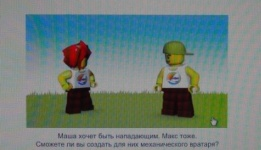 Маша хочет быть нападающим. Макс тоже.
Сможете ли вы создать для них механического вратаря?